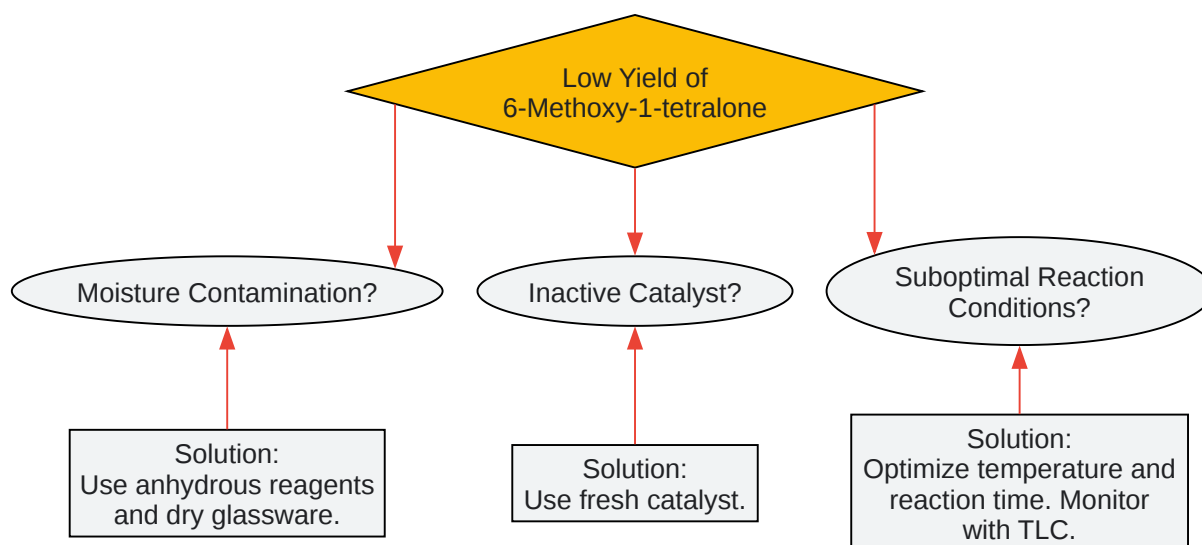 Low Yield of
6-Methoxy-1-tetralone
Moisture Contamination?
Inactive Catalyst?
Suboptimal Reaction
Conditions?
Solution:
Use anhydrous reagents
and dry glassware.
Solution:
Use fresh catalyst.
Solution:
Optimize temperature and
reaction time. Monitor
with TLC.